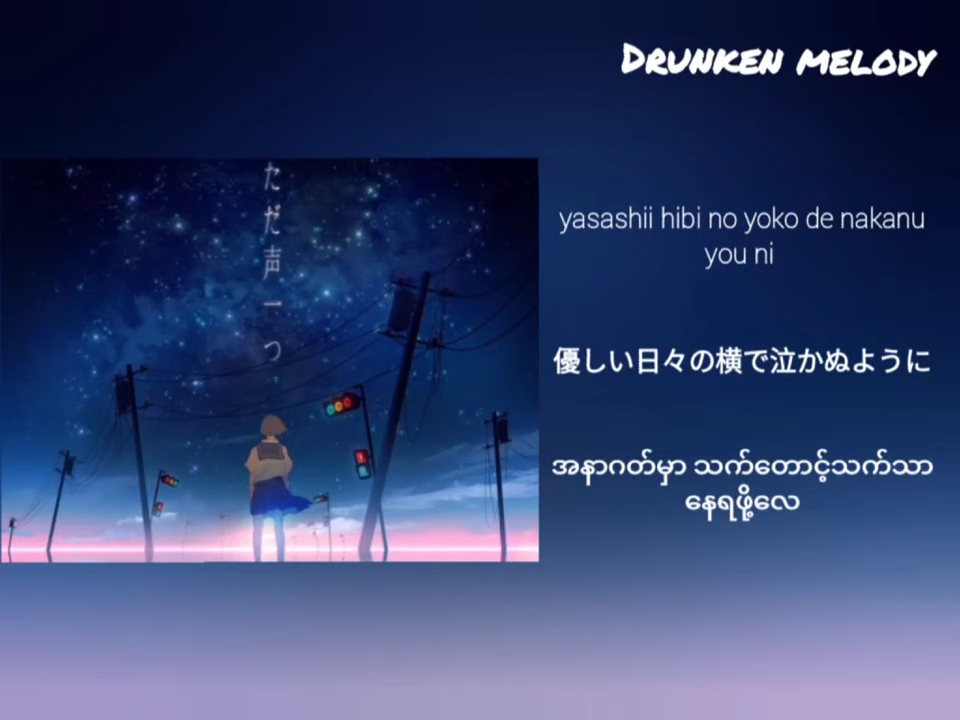 DRUNKEN MELODY
ただ声一つ
yasashii hibi no yoko de nakanu
you ni
優しい日々の横で泣かぬように
အနာဂတ်မှာ သက်တောင့်သက်သာ
နေရဖို့လေ